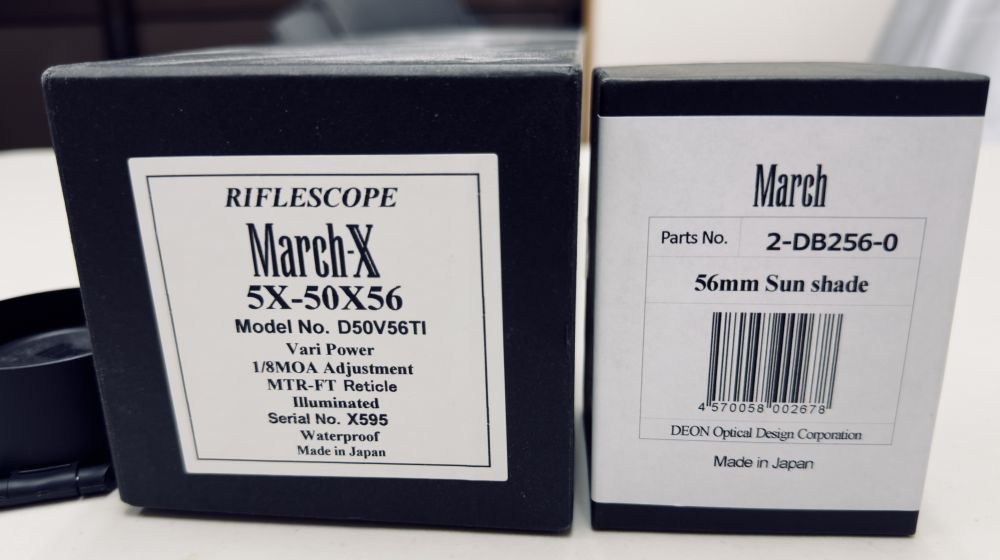 RIFLESCOPE
March-X
5X-50X56
Model No. D50V56TI
Vari Power
1/8MOA Adjustment
MTR-FT Reticle
Illuminated
Serial No. X595
Waterproof
Made in Japan
March
Parts No. 2-DB256-0
56mm Sun shade
4 570058 002678
DEON Optical Design Corporation
Made in Japan